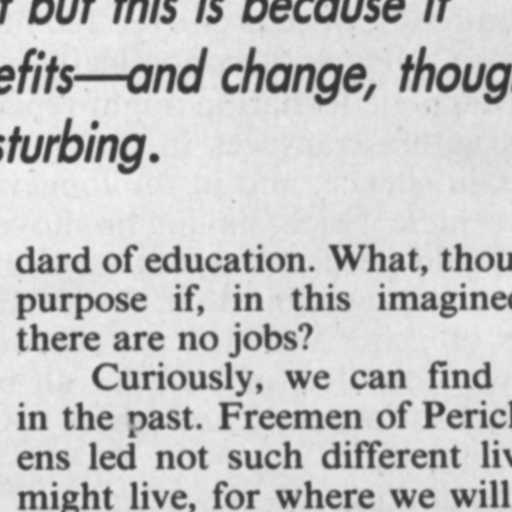 but this is because it
efits—and change, thoug
sturbing.
dard of education. What, thou
purpose if, in this imagined
there are no jobs?
Curiously, we can find
in the past. Freemen of Pericl
ens led not such different liv
might live, for where we will